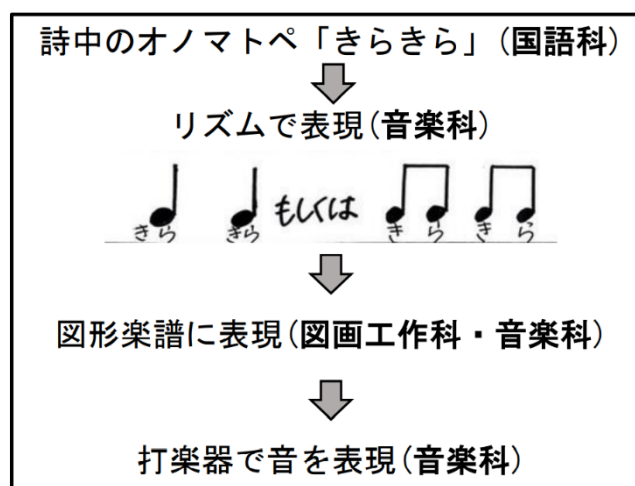 詩中のオノマトペ「きらきら」(国語科)
リズムで表現(音楽科)
きら きら もしくは き ら き ら
図形楽譜に表現(図画工作科・音楽科)
打楽器で音を表現(音楽科)